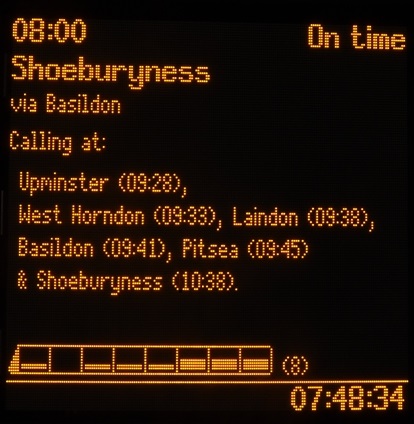 08:00 On time
Shoeburyness
via Basildon
Calling at:
Upminster (09:28),
West Horndon (09:33), Laindon (09:38),
Basildon (09:41), Pitsea (09:45)
& Shoeburyness (10:38).
(8)
07:48:34